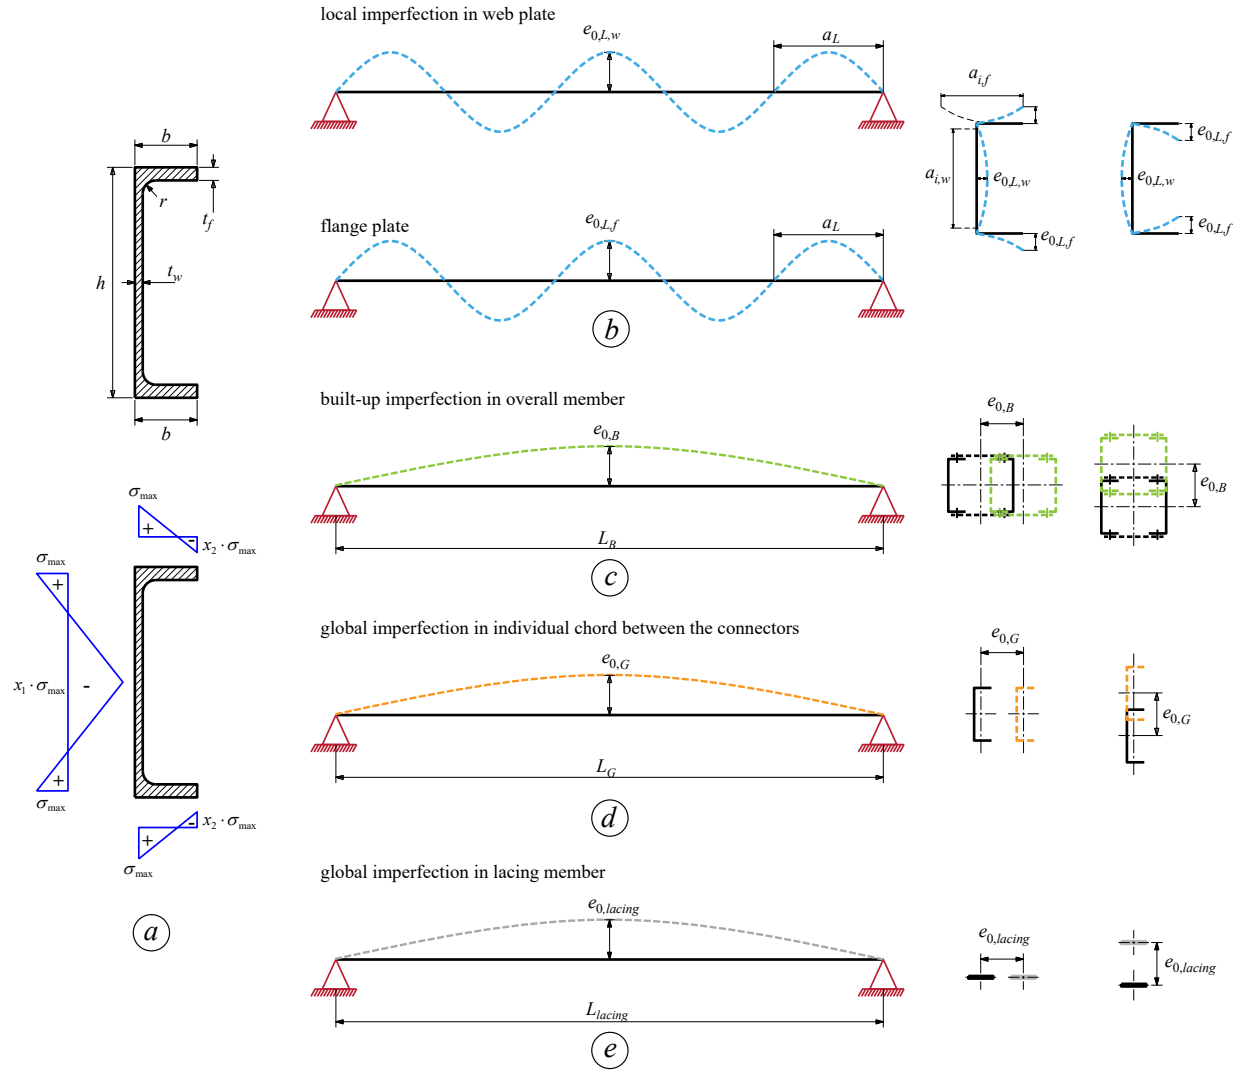 local imperfection in web plate
e0,L,w
aL
ai,f
b
e0,L,f
r
tf
ai,w
e0,L,w
e0,L,w
flange plate
e0,L,f
aL
e0,L,f
e0,L,f
h
tw
b
b
built-up imperfection in overall member
e0,B
e0,B
e0,B
σmax
+
-
x2 · σmax
LB
c
σmax
+
x1 · σmax
-
+
σmax
global imperfection in individual chord between the connectors
e0,G
e0,G
e0,G
LG
d
-
x2 · σmax
+
σmax
a
global imperfection in lacing member
e0,lacing
e0,lacing
e0,lacing
Llacing
e